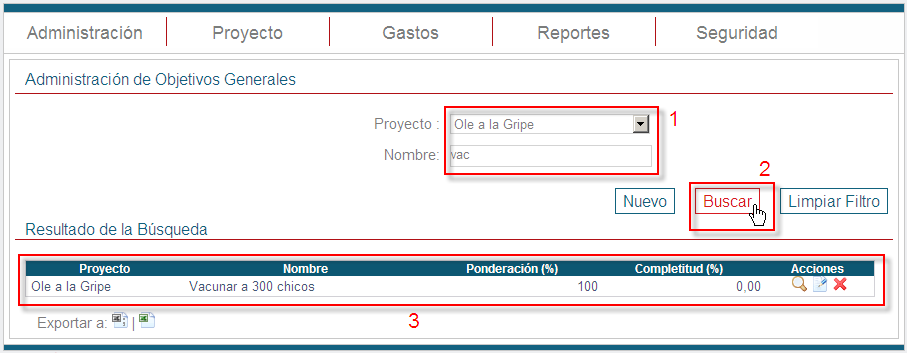 Administración Proyecto Gastos Reportes Seguridad
Administración de Objetivos Generales
Proyecto : Ole a la Gripe 1
Nombre: vac
2
Nuevo Buscar Limpiar Filtro
Resultado de la Búsqueda
Proyecto Nombre Ponderación (%) Completitud (%) Acciones
Ole a la Gripe Vacunar a 300 chicos 100 0,00
Exportar a: | 3